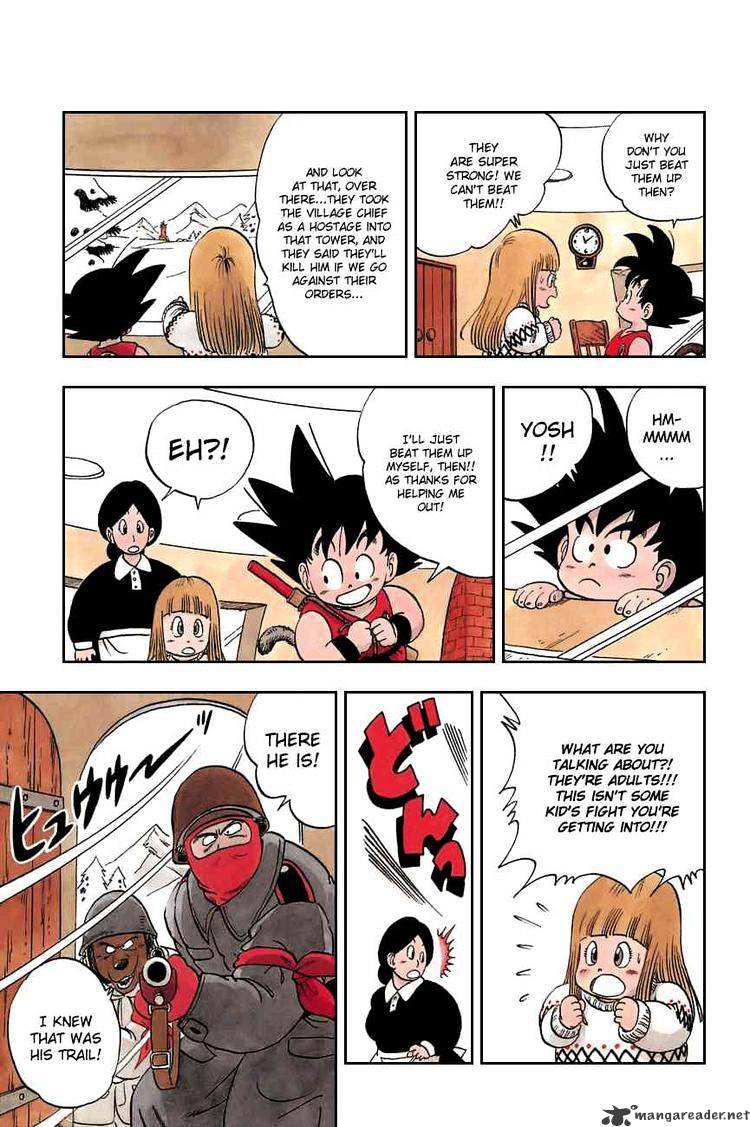 WHY
DON'T YOU
JUST BEAT
THEM UP
THEN?
THEY
ARE SUPER
STRONG! WE
CAN'T BEAT
THEM!!
AND LOOK
AT THAT, OVER
THERE...THEY TOOK
THE VILLAGE CHIEF
AS A HOSTAGE INTO
THAT TOWER, AND
THEY SAID THEY'LL
KILL HIM IF WE GO
AGAINST THEIR
ORDERS...
HM-
MMMMM
...
YOSH
!!
I'LL JUST
BEAT THEM UP
MYSELF, THEN!!
AS THANKS FOR
HELPING ME
OUT!
EH?!
WHAT ARE YOU
TALKING ABOUT?!
THEY'RE ADULTS!!!
THIS ISN'T SOME
KID'S FIGHT YOU'RE
GETTING INTO!!!
どんっ
THERE
HE IS!
ヒュウウー
I KNEW
THAT WAS
HIS TRAIL!
mangareader.net